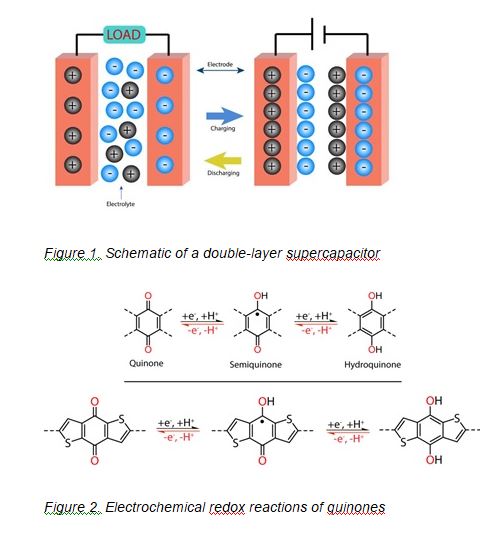 LOAD
Electrode
Charging
Discharging
Electrolyte
Figure 1. Schematic of a double-layer supercapacitor
O OH OH
+e-, +H+ +e-, +H+
-e-, -H+ -e-, -H+
O O OH
Quinone Semiquinone Hydroquinone
O OH OH
S S S
+e-, +H+ +e-, +H+
-e-, -H+ -e-, -H+
S S S
O O OH
Figure 2. Electrochemical redox reactions of quinones